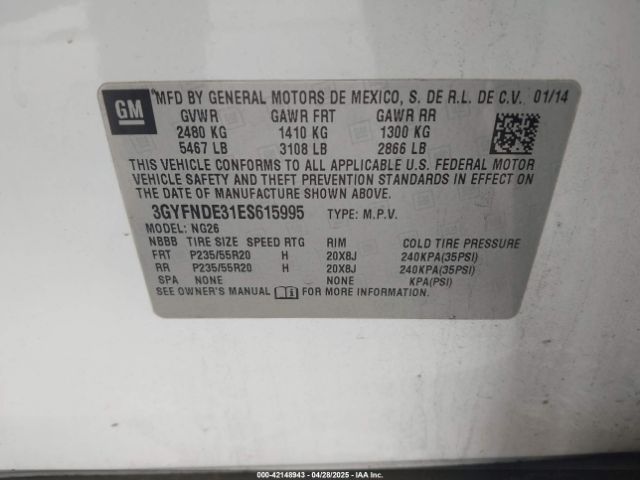 GM
MFD BY GENERAL MOTORS DE MEXICO, S. DE R.L. DE C.V. 01/14
GVWR GAWR FRT GAWR RR
2480 KG 1410 KG 1300 KG
5467 LB 3108 LB 2866 LB
THIS VEHICLE CONFORMS TO ALL APPLICABLE U.S. FEDERAL MOTOR
VEHICLE SAFETY AND THEFT PREVENTION STANDARDS IN EFFECT ON
THE DATE OF MANUFACTURE SHOWN ABOVE.
3GYFNDE31ES615995 TYPE: M.P.V.
MODEL: NG26
NBBB TIRE SIZE SPEED RTG RIM COLD TIRE PRESSURE
FRT P235/55R20 H 20X8J 240KPA(35PSI)
RR P235/55R20 H 20X8J 240KPA(35PSI)
SPA NONE NONE KPA(PSI)
SEE OWNER'S MANUAL FOR MORE INFORMATION.
© 42148943 - 04/28/2025 - IAA Inc. All Rights Reserved.